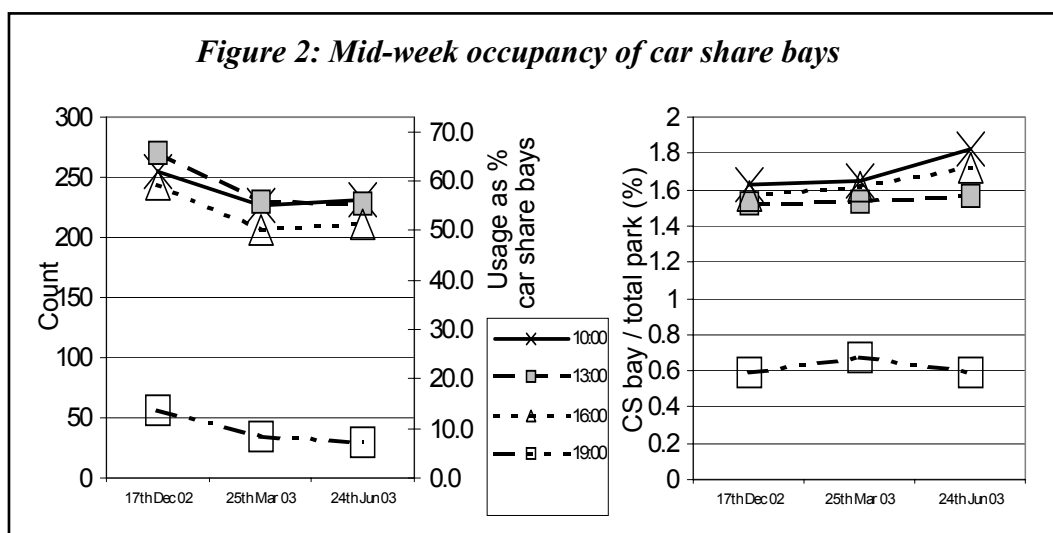 Figure 2: Mid-week occupancy of car share bays
300
250
200
150
100
50
0
Count
17th Dec 02
25th Mar 03
24th Jun 03
70.0
60.0
50.0
40.0
30.0
20.0
10.0
0.0
Usage as %
car share bays
10:00
13:00
16:00
19:00
2
1.8
1.6
1.4
1.2
1
0.8
0.6
0.4
0.2
0
CS bay / total park (%)
17th Dec 02
25th Mar 03
24th Jun 03